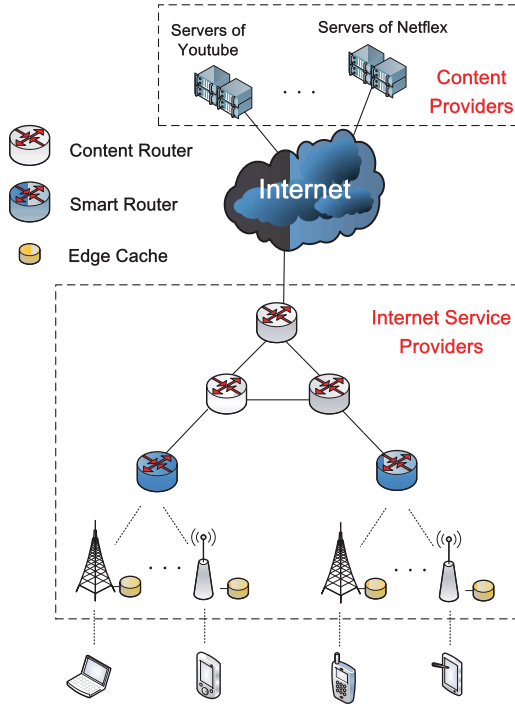 Servers of
Youtube
Servers of Netflex
. . .
Content
Providers
Content Router
Smart Router
Edge Cache
Internet
Internet Service
Providers
. . .
. . .